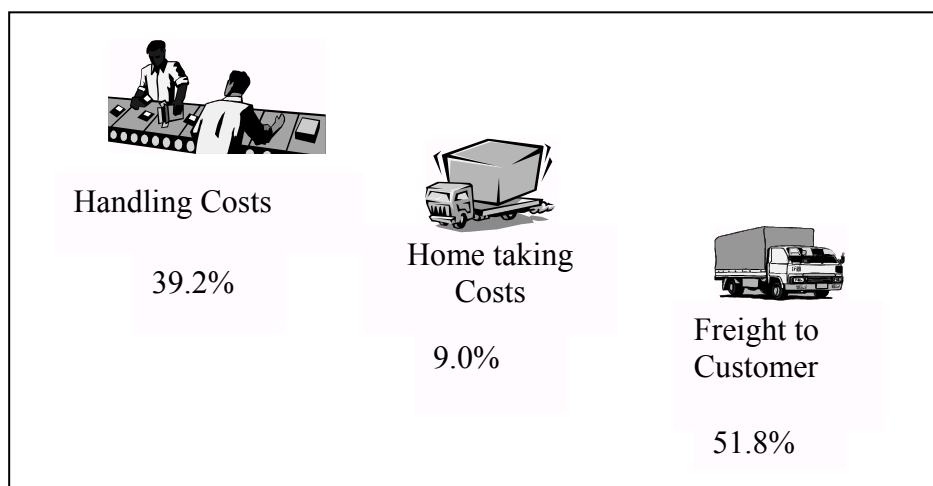 Handling Costs
39.2%
Home taking
Costs
9.0%
Freight to
Customer
51.8%